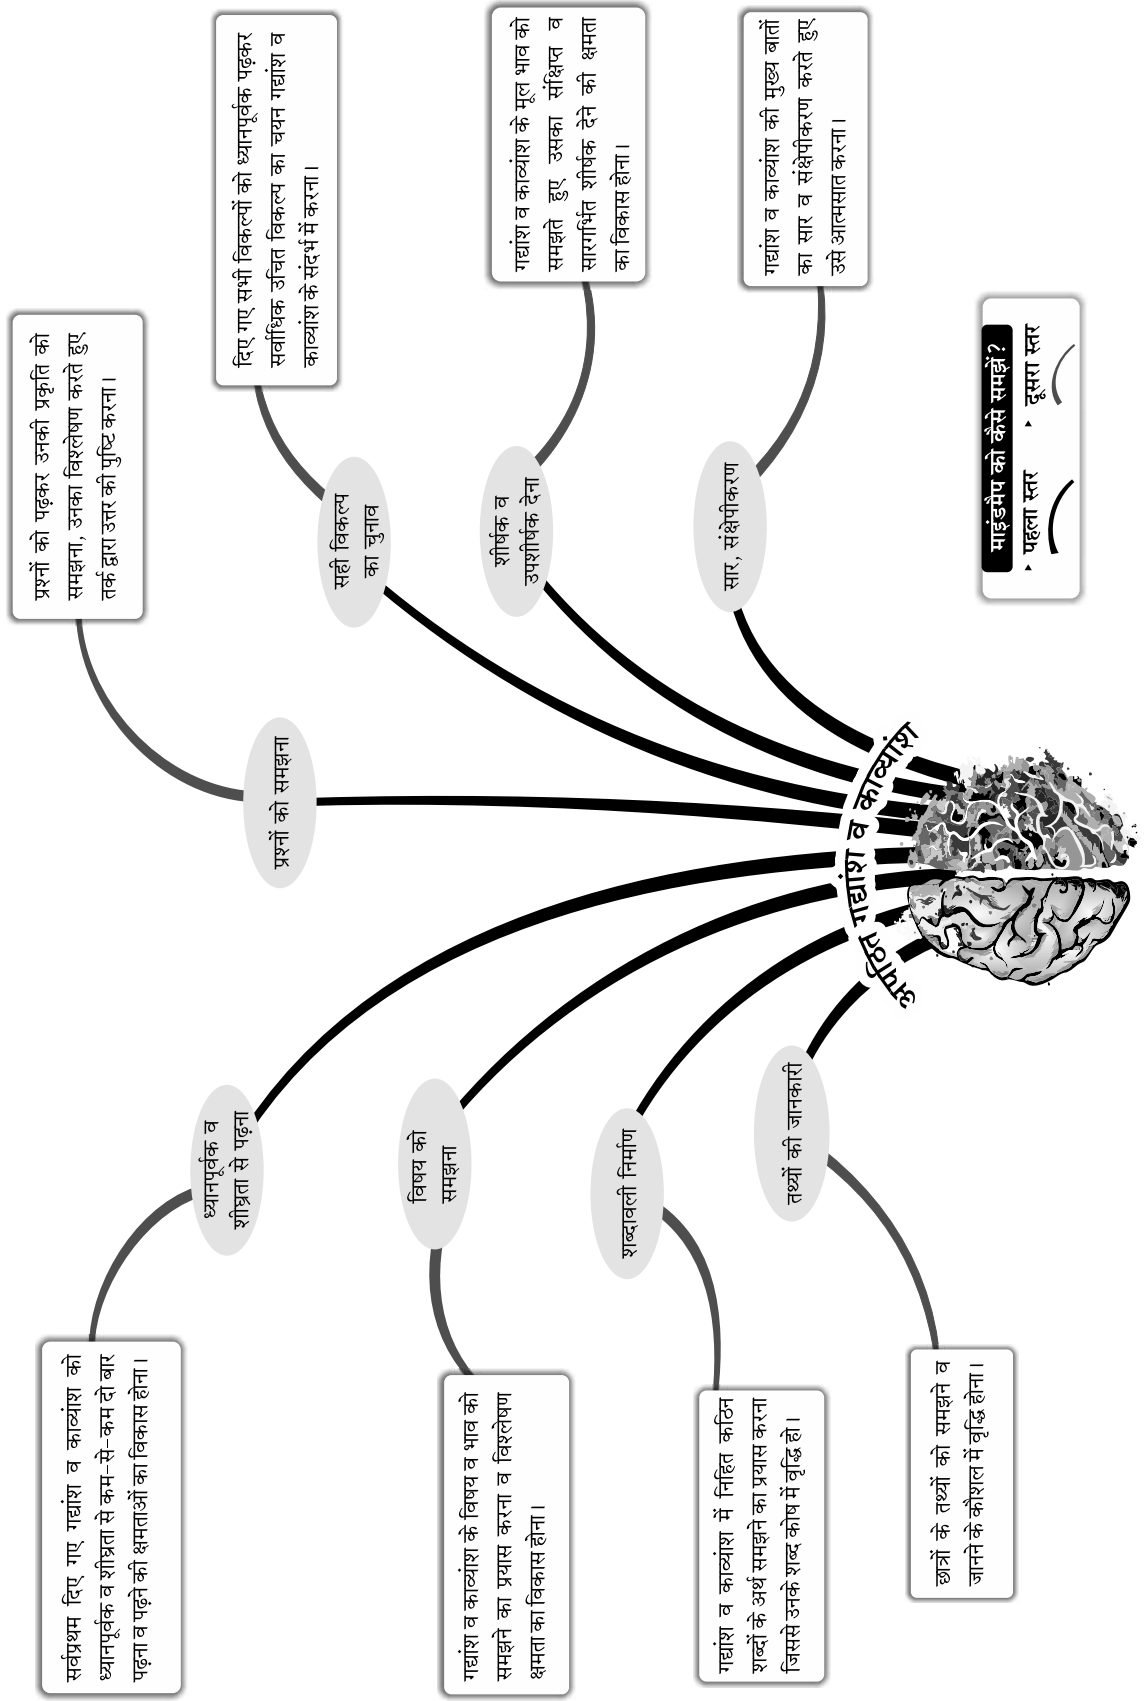 अपठित गद्यांश व काव्यांश
तथ्यों की जानकारी
छात्रों के तथ्यों को समझने व
जानने के कौशल में वृद्धि होना।
शब्दावली निर्माण
गद्यांश व काव्यांश में निहित कठिन
शब्दों के अर्थ समझने का प्रयास करना
जिससे उनके शब्द कोष में वृद्धि हो।
विषय को
समझना
गद्यांश व काव्यांश के विषय व भाव को
समझने का प्रयास करना व विश्लेषण
क्षमता का विकास होना।
ध्यानपूर्वक व
शीघ्रता से पढ़ना
सर्वप्रथम दिए गए गद्यांश व काव्यांश को
ध्यानपूर्वक व शीघ्रता से कम-से-कम दो बार
पढ़ना व पढ़ने की क्षमताओं का विकास होना।
प्रश्नों को समझना
प्रश्नों को पढ़कर उनकी प्रकृति को
समझना, उनका विश्लेषण करते हुए
तर्क द्वारा उत्तर की पुष्टि करना।
सही विकल्प
का चुनाव
दिए गए सभी विकल्पों को ध्यानपूर्वक पढ़कर
सर्वाधिक उचित विकल्प का चयन गद्यांश व
काव्यांश के संदर्भ में करना।
शीर्षक व
उपशीर्षक देना
गद्यांश व काव्यांश के मूल भाव को
समझते हुए उसका संक्षिप्त व
सारगर्भित शीर्षक देने की क्षमता
का विकास होना।
सार, संक्षेपीकरण
गद्यांश व काव्यांश की मुख्य बातों
का सार व संक्षेपीकरण करते हुए
उसे आत्मसात करना।
माइंडमैप को कैसे समझें?
पहला स्तर
दूसरा स्तर